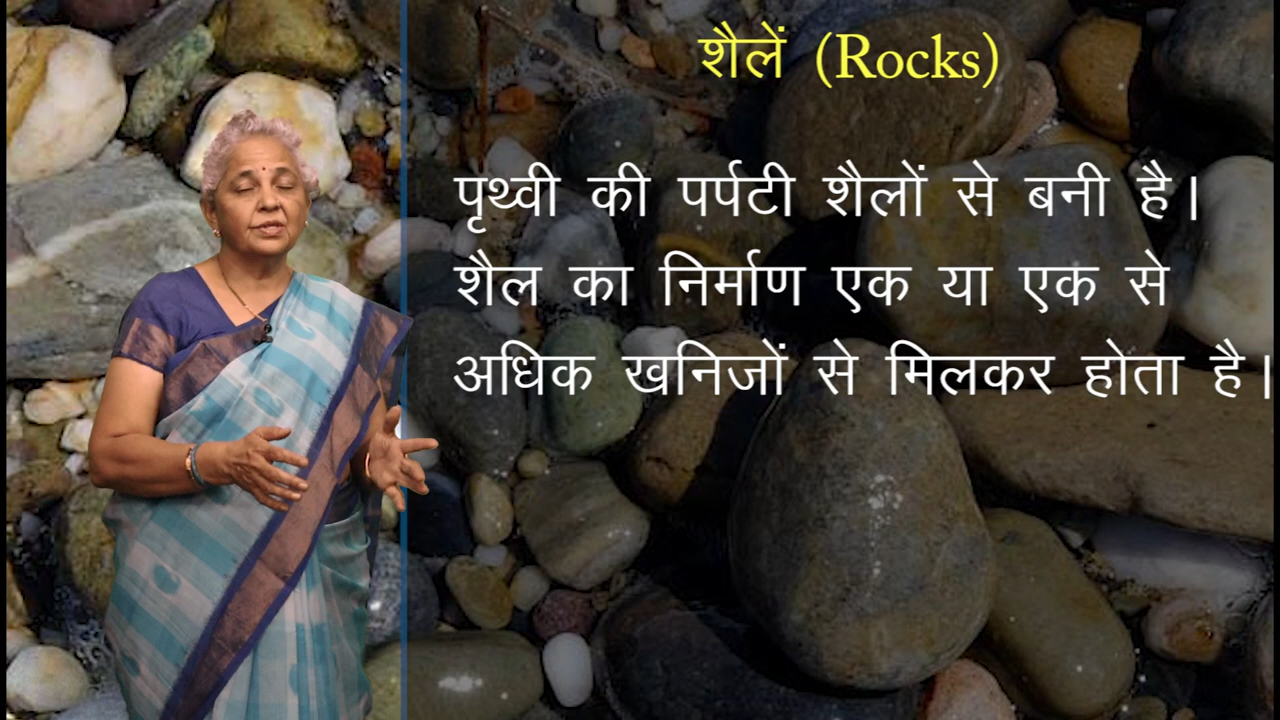 शैलें (Rocks)
पृथ्वी की पर्पटी शैलों से बनी है।
शैल का निर्माण एक या एक से
अधिक खनिजों से मिलकर होता है।